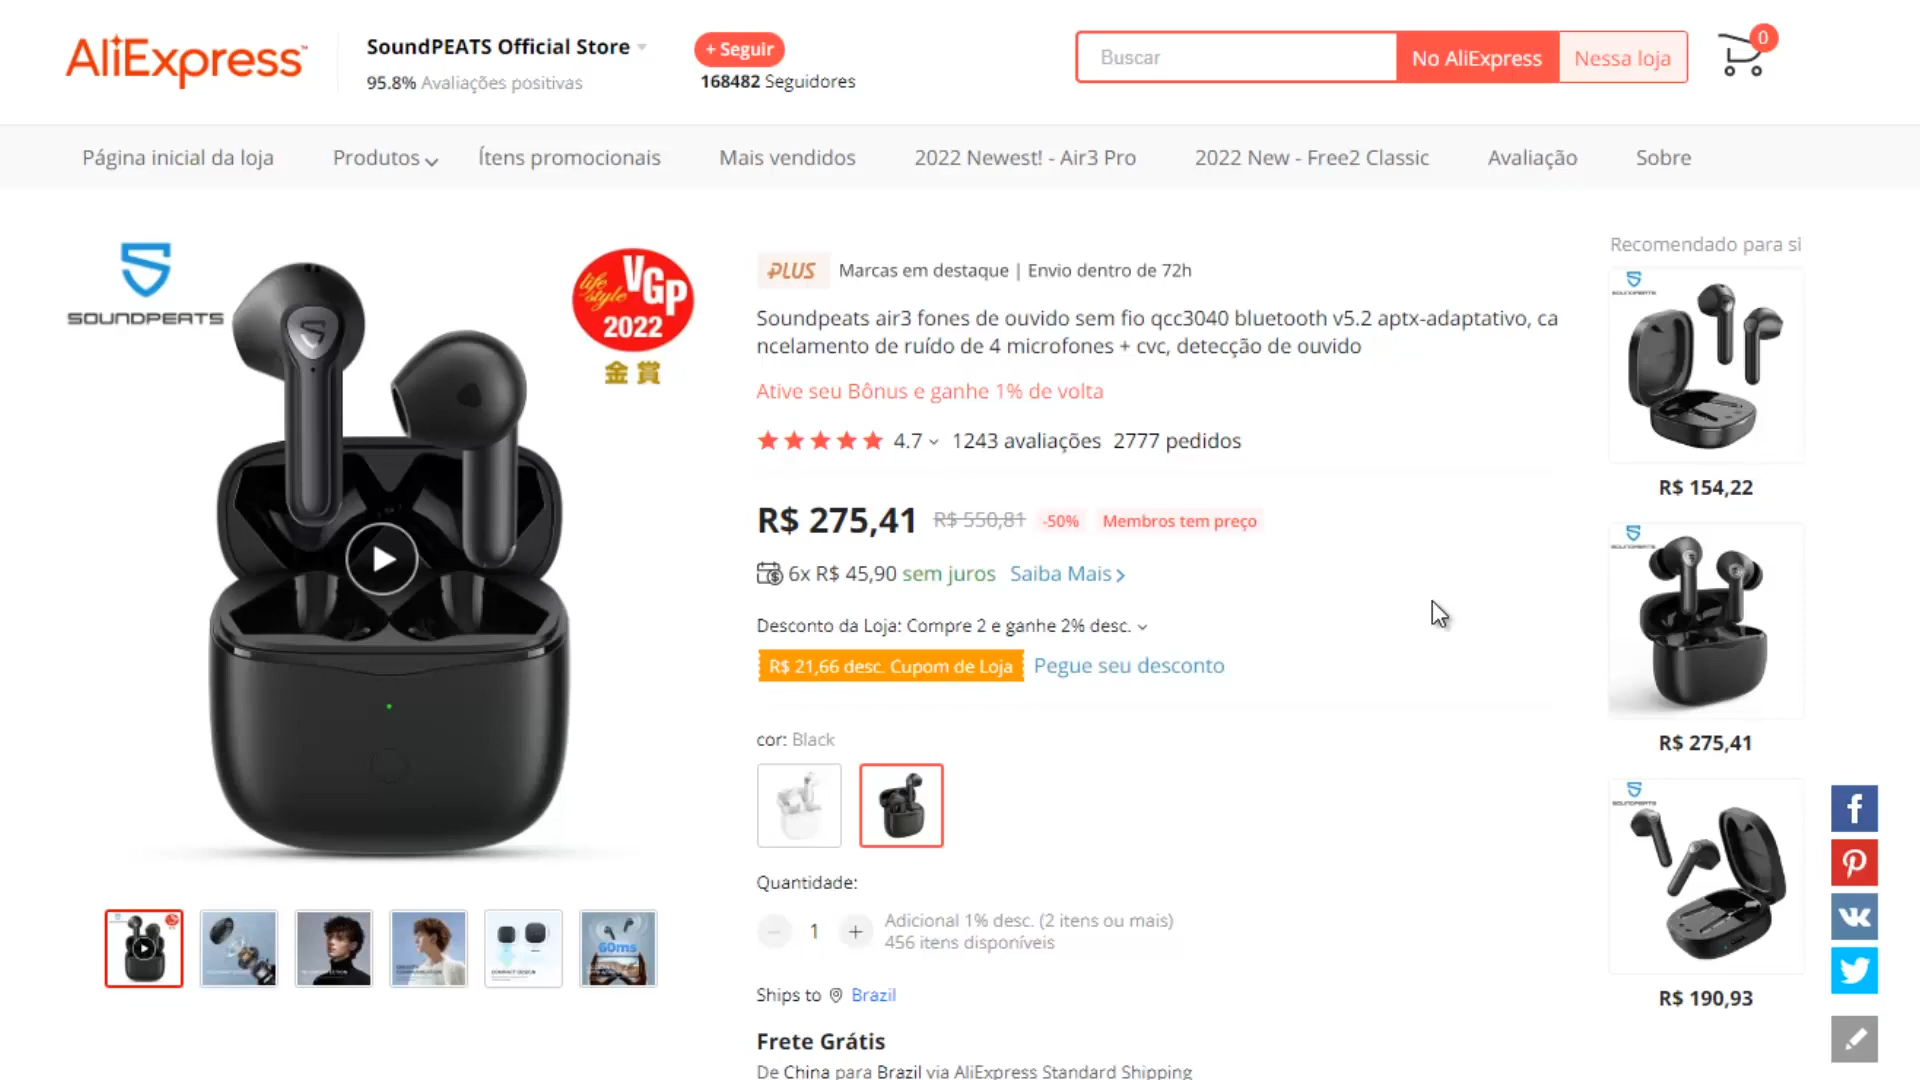 AliExpress™
SoundPEATS Official Store
95.8% Avaliações positivas
+ Seguir
168482 Seguidores
Buscar
No AliExpress
Nessa loja
0
Página inicial da loja
Produtos
Ítens promocionais
Mais vendidos
2022 Newest! - Air3 Pro
2022 New - Free2 Classic
Avaliação
Sobre
SOUNDPEATS
life style VGP
2022
金賞
PLUS
Marcas em destaque | Envio dentro de 72h
Soundpeats air3 fones de ouvido sem fio qcc3040 bluetooth v5.2 aptx-adaptativo, ca
ncelamento de ruído de 4 microfones + cvc, detecção de ouvido
Ative seu Bônus e ganhe 1% de volta
4.7 1243 avaliações 2777 pedidos
R$ 275,41 R$ 550,81 -50% Membros tem preço
6x R$ 45,90 sem juros Saiba Mais
Desconto da Loja: Compre 2 e ganhe 2% desc.
R$ 21,66 desc. Cupom de Loja Pegue seu desconto
cor: Black
Quantidade:
1
Adicional 1% desc. (2 itens ou mais)
456 itens disponíveis
Ships to Brazil
Frete Grátis
De China para Brazil via AliExpress Standard Shipping
60ms
COMPACT DESIGN
Recomendado para si
SOUNDPEATS
R$ 154,22
SOUNDPEATS
R$ 275,41
SOUNDPEATS
R$ 190,93